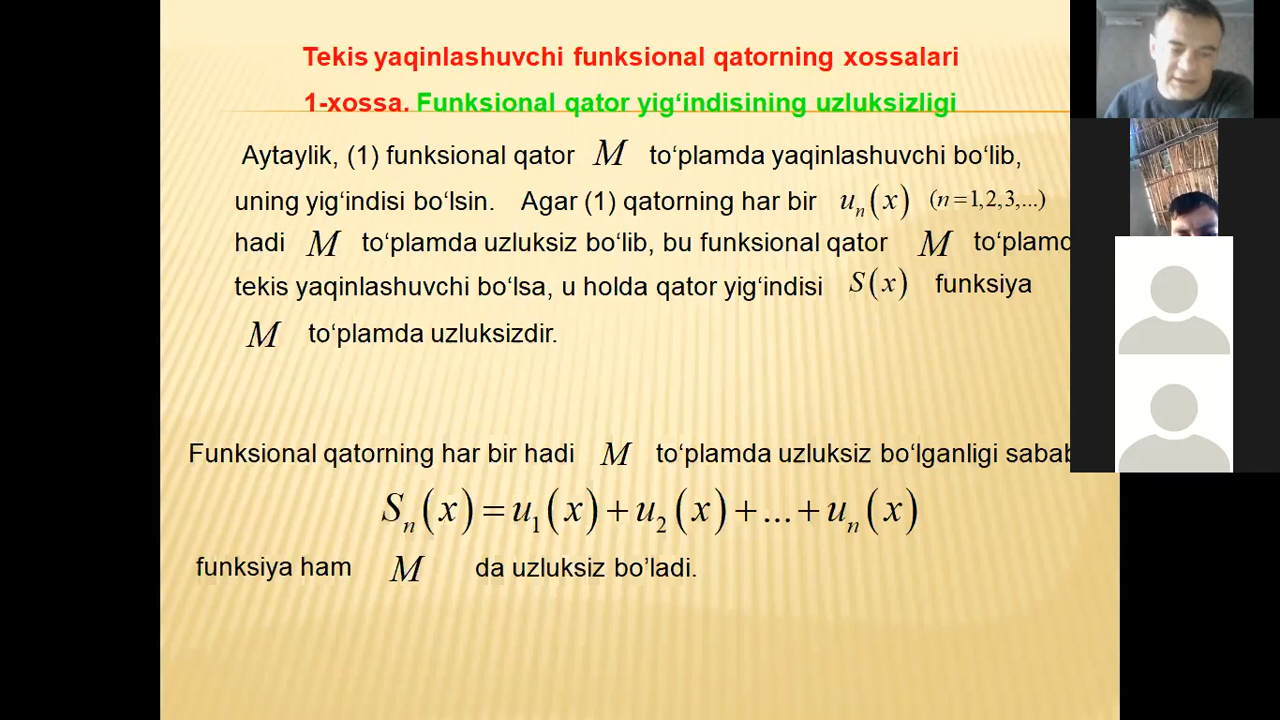 Tekis yaqinlashuvchi funksional qatorning xossalari
1-xossa. Funksional qator yig‘indisining uzluksizligi
Aytaylik, (1) funksional qator M to‘plamda yaqinlashuvchi bo‘lib,
uning yig‘indisi bo‘lsin. Agar (1) qatorning har bir uₙ(x) (n=1,2,3,...)
hadi M to‘plamda uzluksiz bo‘lib, bu funksional qator M to‘plamd
tekis yaqinlashuvchi bo‘lsa, u holda qator yig‘indisi S(x) funksiya
M to‘plamda uzluksizdir.
Funksional qatorning har bir hadi M to‘plamda uzluksiz bo‘lganligi sabab
Sₙ(x)=u₁(x)+u₂(x)+...+uₙ(x)
funksiya ham M da uzluksiz bo’ladi.